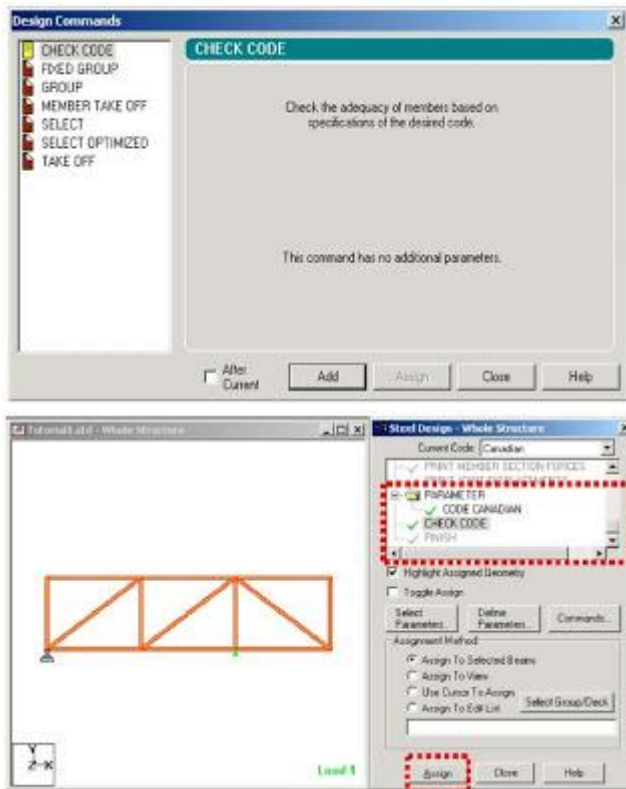 Design Commands
CHECK CODE
FIXED GROUP
GROUP
MEMBER TAKE OFF
SELECT
SELECT OPTIMIZED
TAKE OFF
CHECK CODE
Check the adequacy of members based on
specifications of the desired code.
This command has no additional parameters.
After
Current
Add
Assign
Close
Help
Tutorial1.std - Whole Structure
Y
Z-X
Load 1
Steel Design - Whole Structure
Current Code: Canadian
PRINT MEMBER SECTION FORCES
PRINT JOINT DISPLACEMENTS
PARAMETER
CODE CANADIAN
CHECK CODE
FINISH
Highlight Assigned Geometry
Toggle Assign
Select
Parameters...
Define
Parameters...
Commands...
Assignment Method
Assign To Selected Beams
Assign To View
Use Cursor To Assign
Assign To Edit List
Select Group/Deck
Assign
Close
Help